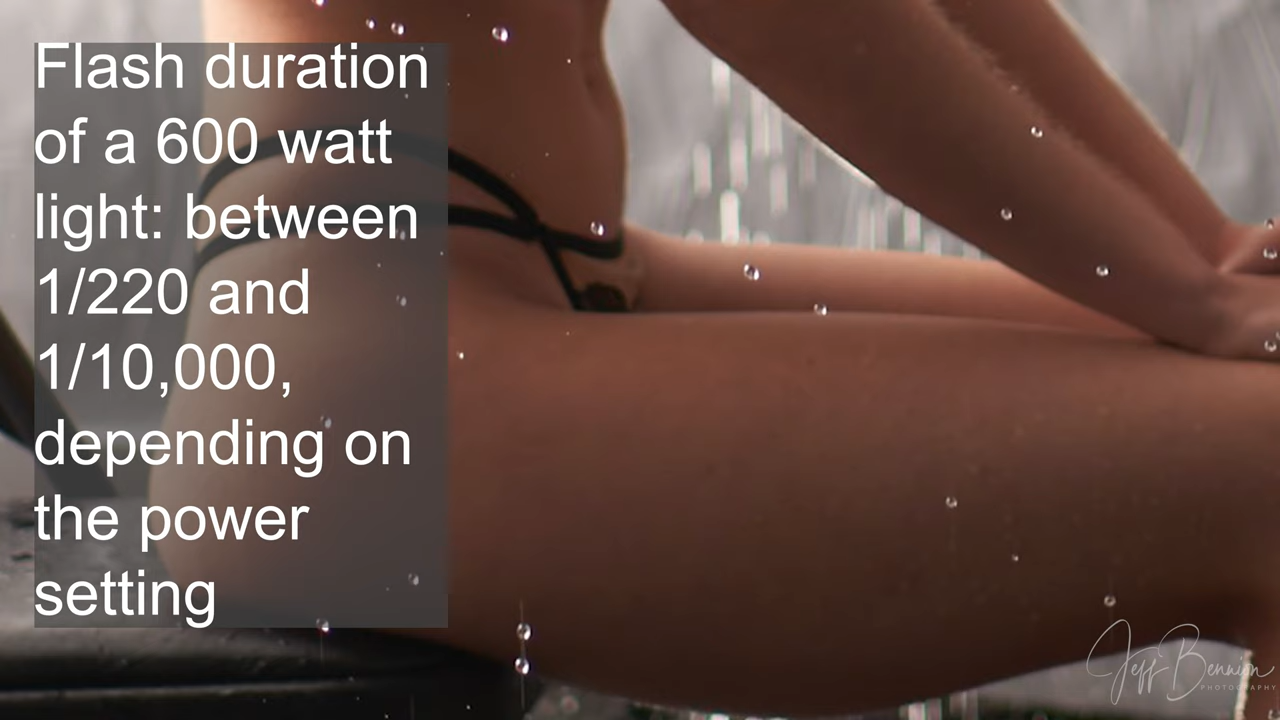 Flash duration
of a 600 watt
light: between
1/220 and
1/10,000,
depending on
the power
setting
Jeff Bennion
PHOTOGRAPHY